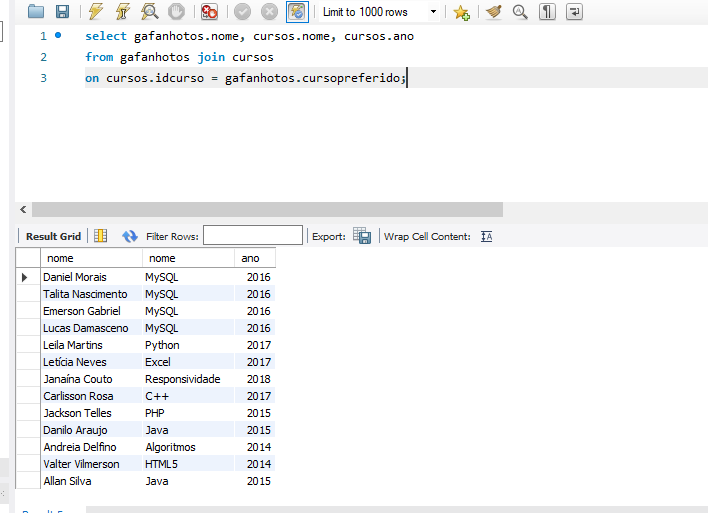 Limit to 1000 rows
1 select gafanhotos.nome, cursos.nome, cursos.ano
2 from gafanhotos join cursos
3 on cursos.idcurso = gafanhotos.cursopreferido;
Result Grid Filter Rows: Export: Wrap Cell Content: IA
nome nome ano
Daniel Morais MySQL 2016
Talita Nascimento MySQL 2016
Emerson Gabriel MySQL 2016
Lucas Damasceno MySQL 2016
Leila Martins Python 2017
Letícia Neves Excel 2017
Janaína Couto Responsividade 2018
Carlisson Rosa C++ 2017
Jackson Telles PHP 2015
Danilo Araujo Java 2015
Andreia Delfino Algoritmos 2014
Valter Vilmerson HTML5 2014
Allan Silva Java 2015